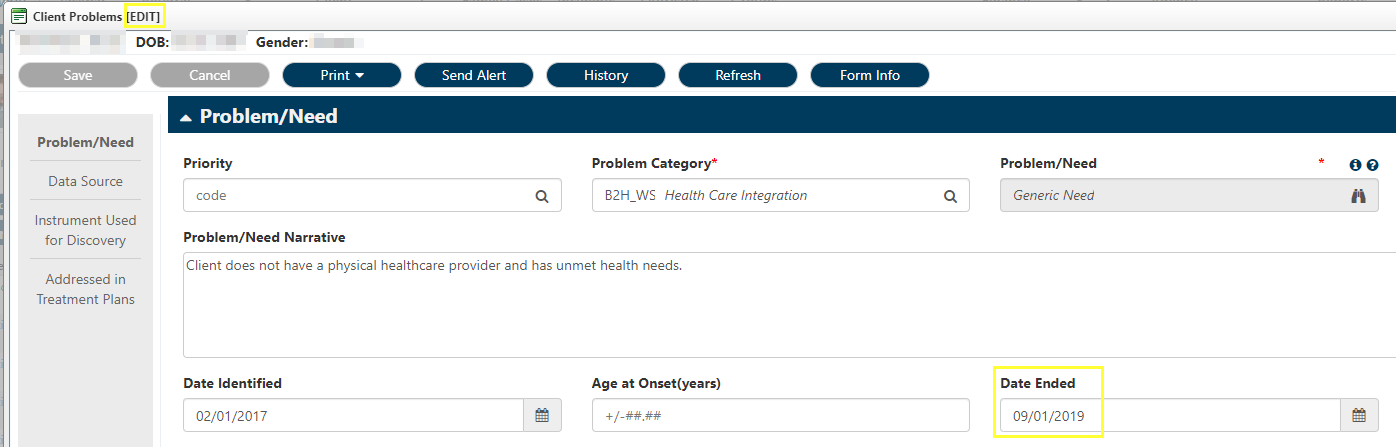 Client Problems [EDIT]
DOB: Gender:
Save Cancel Print Send Alert History Refresh Form Info
Problem/Need
Problem/Need
Data Source
Instrument Used
for Discovery
Addressed in
Treatment Plans
Priority Problem Category* Problem/Need *
code B2H_WS Health Care Integration Generic Need
Problem/Need Narrative
Client does not have a physical healthcare provider and has unmet health needs.
Date Identified Age at Onset(years) Date Ended
02/01/2017 +/-##.## 09/01/2019